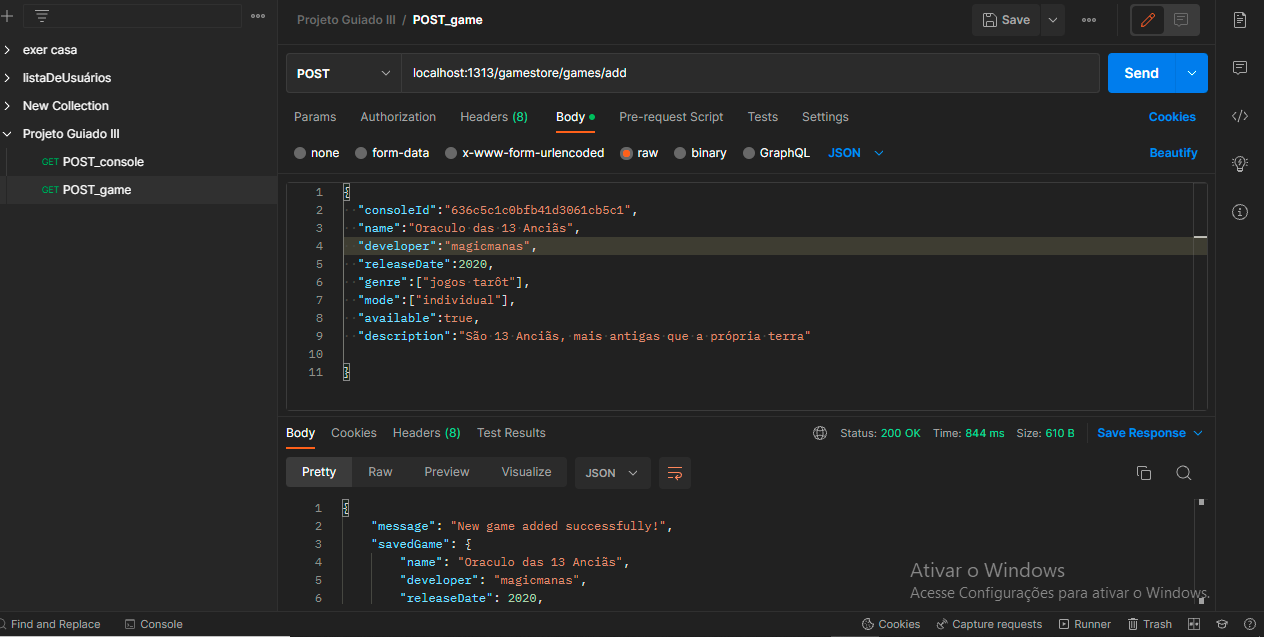 Projeto Guiado III / POST_game
Save
exer casa
listaDeUsuários
New Collection
Projeto Guiado III
GET POST_console
GET POST_game
POST
localhost:1313/gamestore/games/add
Send
Params Authorization Headers (8) Body Pre-request Script Tests Settings
Cookies
none form-data x-www-form-urlencoded raw binary GraphQL JSON
Beautify
1 {
2 "consoleId":"636c5c1c0bfb41d3061cb5c1",
3 "name":"Oraculo das 13 Anciãs",
4 "developer":"magicmanas",
5 "releaseDate":2020,
6 "genre":["jogos tarôt"],
7 "mode":["individual"],
8 "available":true,
9 "description":"São 13 Anciãs, mais antigas que a própria terra"
10
11 }
Body Cookies Headers (8) Test Results
Status: 200 OK Time: 844 ms Size: 610 B
Save Response
Pretty Raw Preview Visualize JSON
1 {
2 "message": "New game added successfully!",
3 "savedGame": {
4 "name": "Oraculo das 13 Anciãs",
5 "developer": "magicmanas",
6 "releaseDate": 2020,
Ativar o Windows
Acesse Configurações para ativar o Windows.
Find and Replace Console
Cookies Capture requests Runner Trash